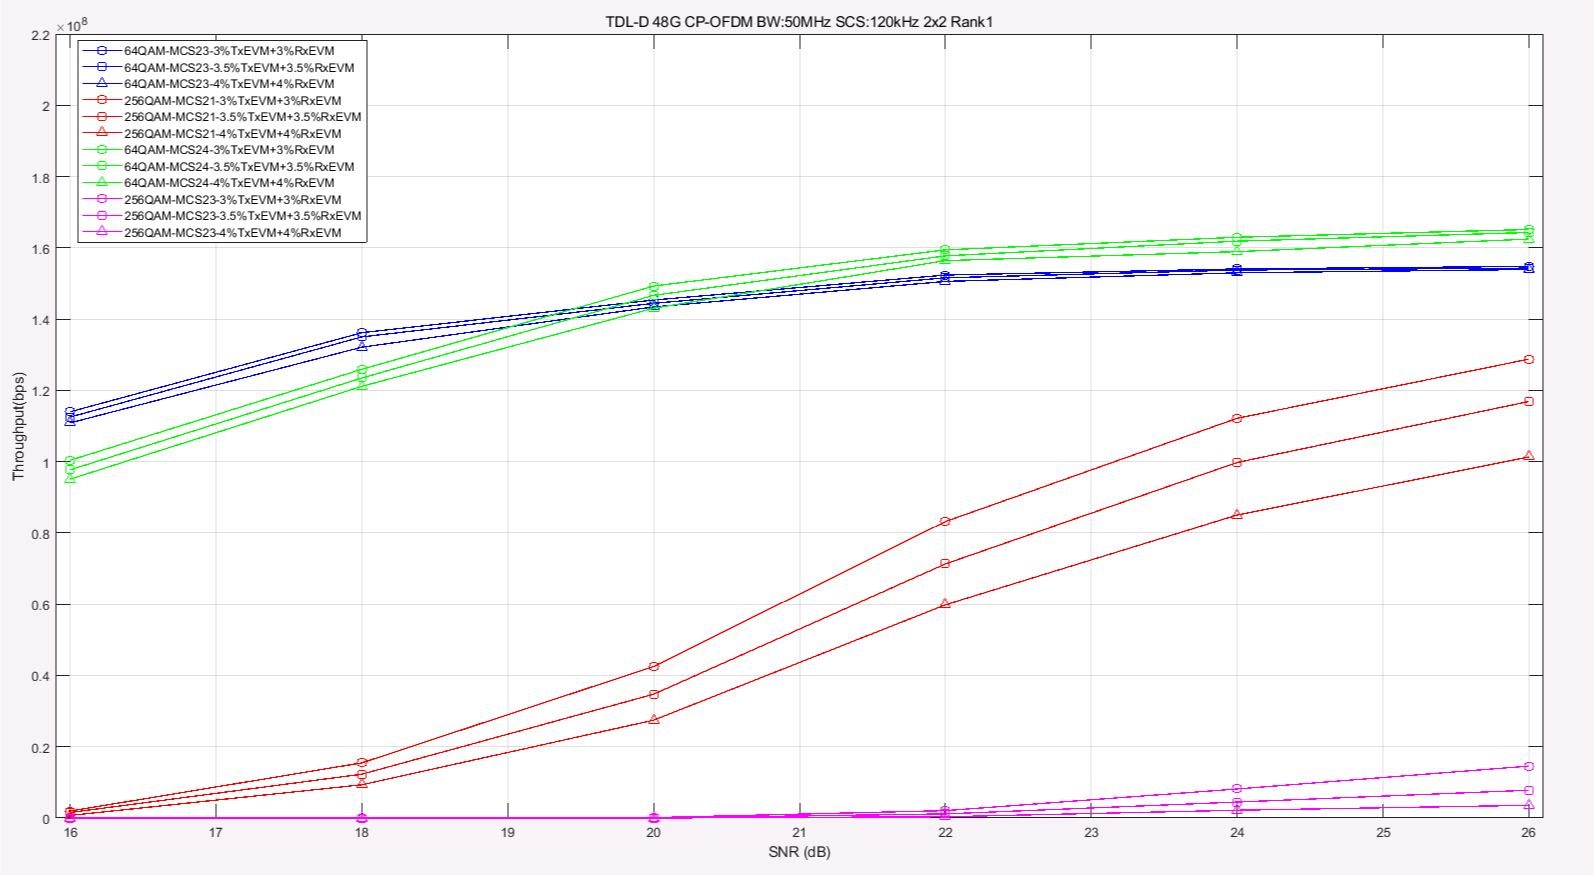 TDL-D 48G CP-OFDM BW:50MHz SCS:120kHz 2x2 Rank1
×10^8
2.2
2
1.8
1.6
1.4
1.2
1
0.8
0.6
0.4
0.2
0
Throughput(bps)
64QAM-MCS23-3%TxEVM+3%RxEVM
64QAM-MCS23-3.5%TxEVM+3.5%RxEVM
64QAM-MCS23-4%TxEVM+4%RxEVM
256QAM-MCS21-3%TxEVM+3%RxEVM
256QAM-MCS21-3.5%TxEVM+3.5%RxEVM
256QAM-MCS21-4%TxEVM+4%RxEVM
64QAM-MCS24-3%TxEVM+3%RxEVM
64QAM-MCS24-3.5%TxEVM+3.5%RxEVM
64QAM-MCS24-4%TxEVM+4%RxEVM
256QAM-MCS23-3%TxEVM+3%RxEVM
256QAM-MCS23-3.5%TxEVM+3.5%RxEVM
256QAM-MCS23-4%TxEVM+4%RxEVM
16 17 18 19 20 21 22 23 24 25 26
SNR (dB)